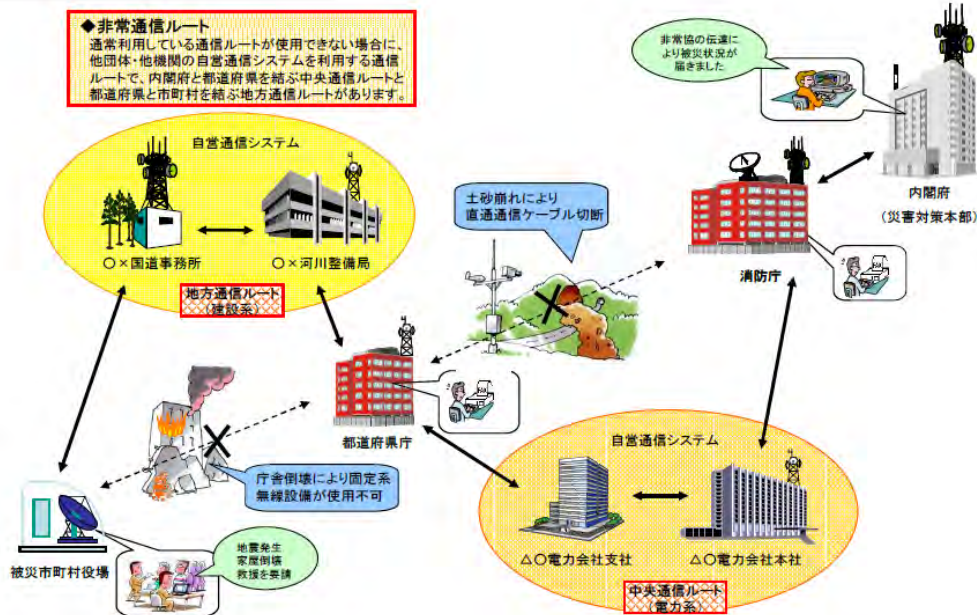 ◆非常通信ルート
通常利用している通信ルートが使用できない場合に、
他団体・他機関の自営通信システムを利用する通信
ルートで、内閣府と都道府県を結ぶ中央通信ルートと
都道府県と市町村を結ぶ地方通信ルートがあります。
非常協の伝達に
より被災状況が
届きました
自営通信システム
内閣府
(災害対策本部)
土砂崩れにより
直通通信ケーブル切断
○×国道事務所
○×河川整備局
消防庁
地方通信ルート
(建設系)
都道府県庁
自営通信システム
庁舎倒壊により固定系
無線設備が使用不可
被災市町村役場
地震発生
家屋倒壊
救援を要請
△○電力会社支社
△○電力会社本社
中央通信ルート
(電力系)